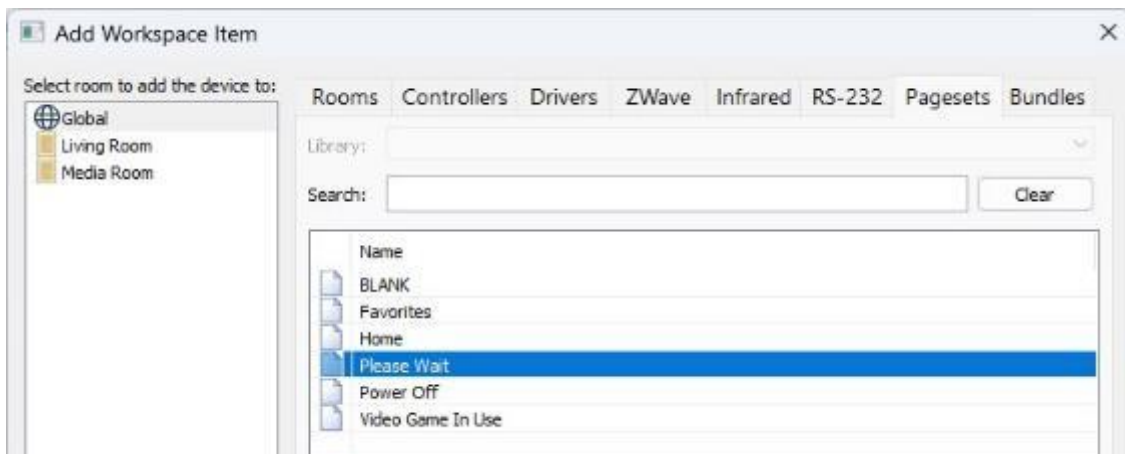 Add Workspace Item
Select room to add the device to:
Global
Living Room
Media Room
Rooms Controllers Drivers ZWave Infrared RS-232 Pagesets Bundles
Library:
Search: Clear
Name
BLANK
Favorites
Home
Please Wait
Power Off
Video Game In Use